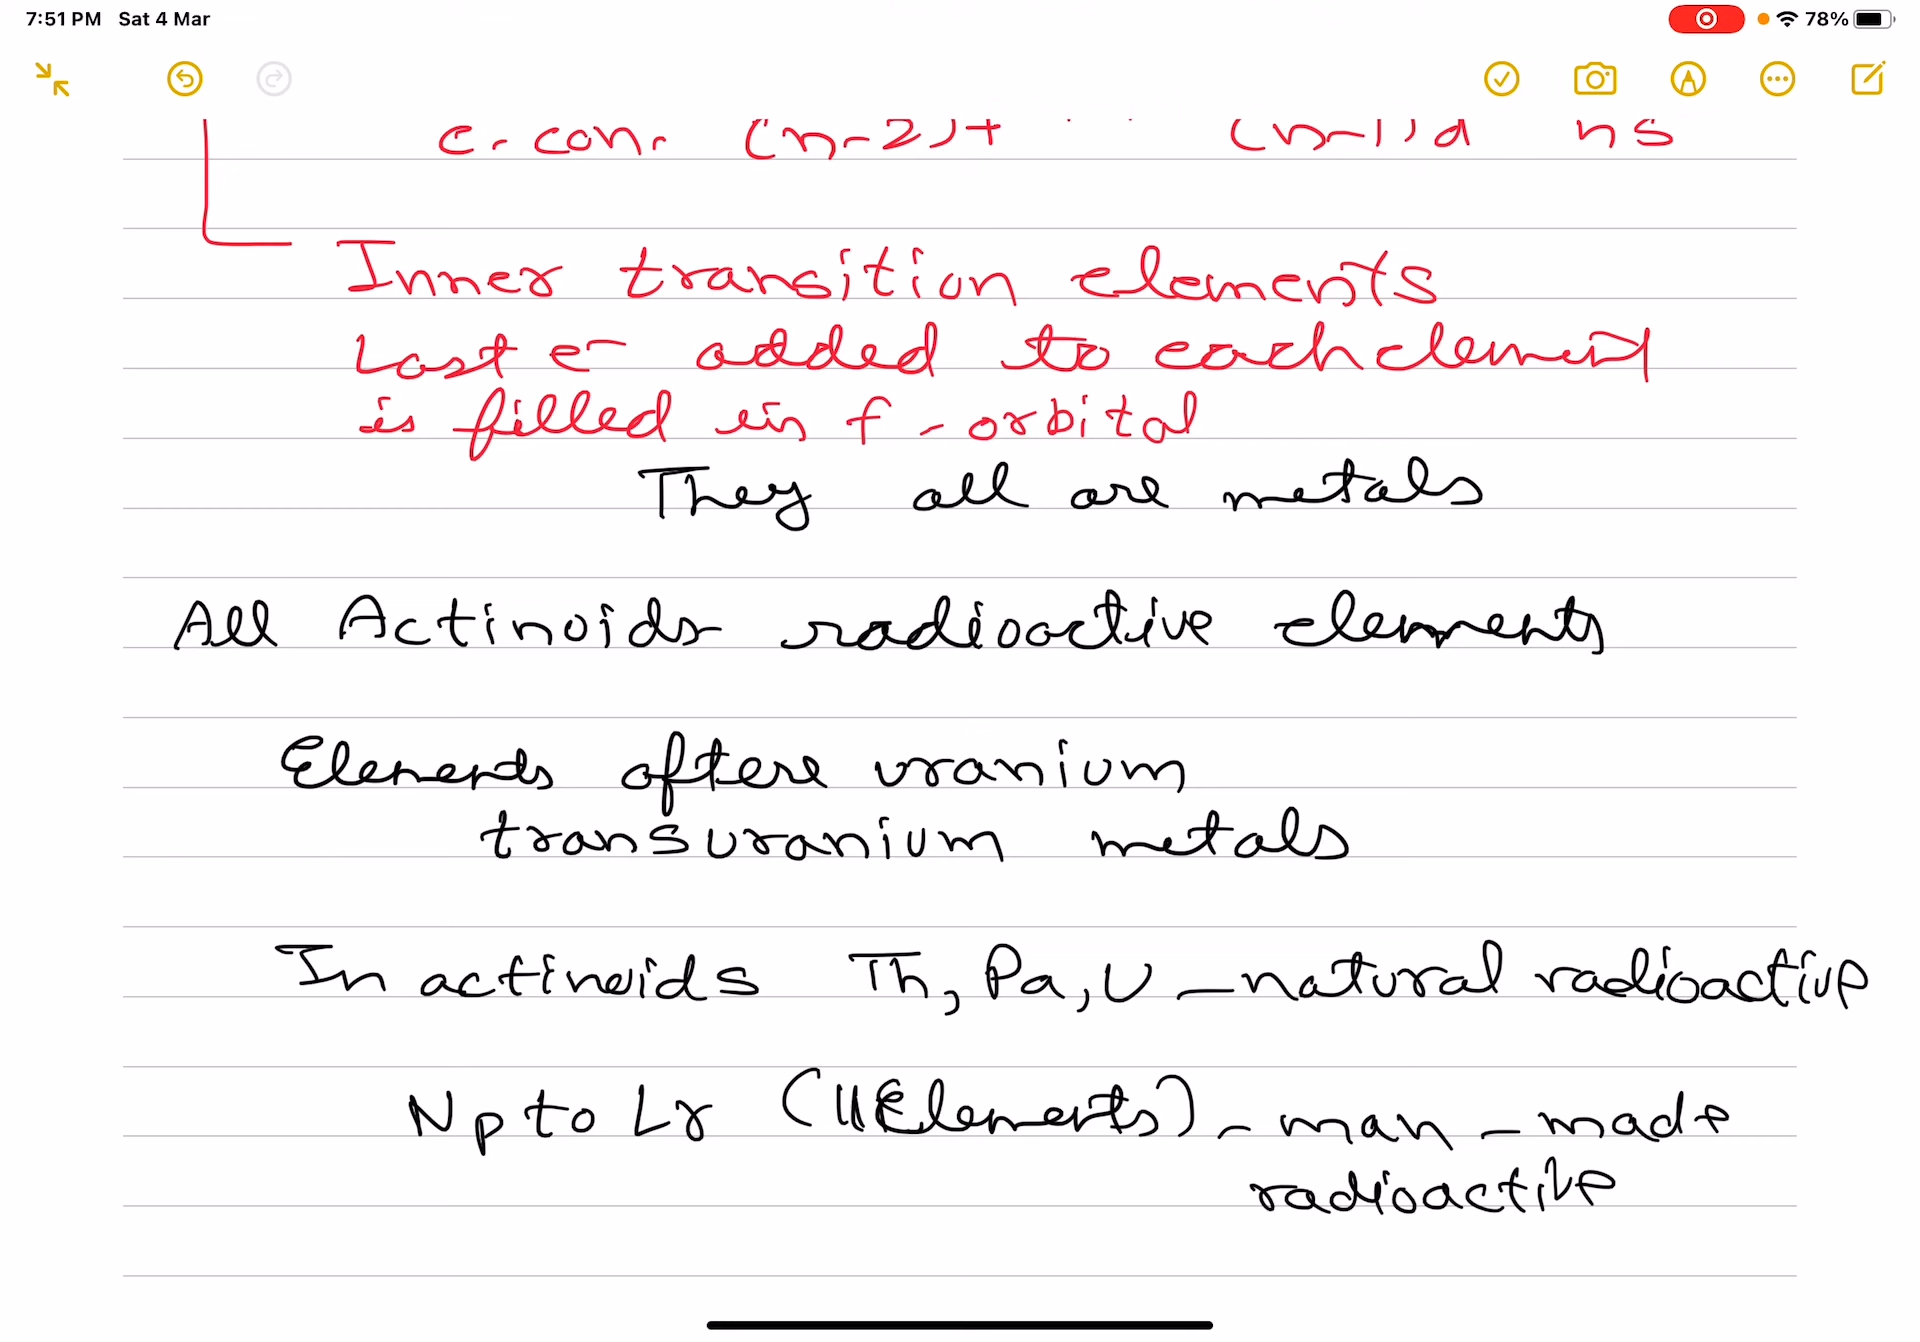 7:51 PM Sat 4 Mar
78%
e. con. (n-2)f (n-1)d ns
Inner transition elements
Last e- added to each element
is filled in f - orbital
They all are metals
All Actinoids radioactive elements
Elements aftere uranium
transuranium metals
In actinoids Th, Pa, U - natural radioactive
Np to Lr (11 Elements) - man - made
radioactive